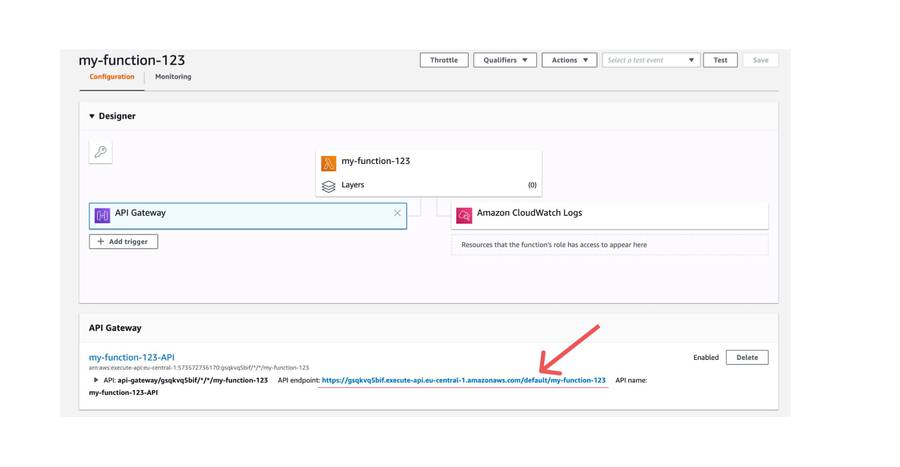 my-function-123
Throttle
Qualifiers
Actions
Select a test event
Test
Save
Configuration
Monitoring
Designer
my-function-123
Layers
(0)
API Gateway
Amazon CloudWatch Logs
+ Add trigger
Resources that the function's role has access to appear here
API Gateway
my-function-123-API
Enabled
Delete
arn:aws:execute-api:eu-central-1:573572736170:gsqkvq5bif/*/*/my-function-123
API: api-gateway/gsqkvq5bif/*/*/my-function-123 API endpoint: https://gsqkvq5bif.execute-api.eu-central-1.amazonaws.com/default/my-function-123 API name:
my-function-123-API